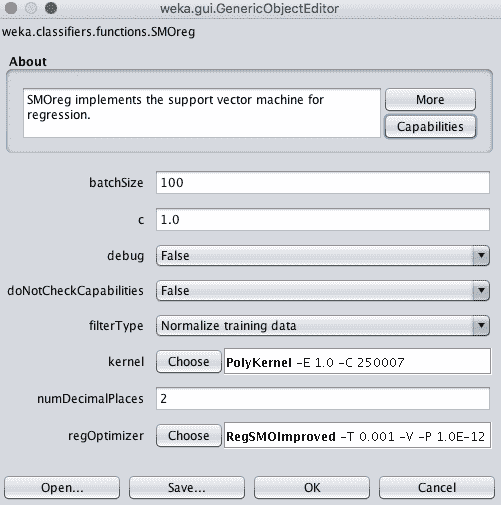 weka.gui.GenericObjectEditor
weka.classifiers.functions.SMOreg
About
SMOreg implements the support vector machine for
regression.
More
Capabilities
batchSize 100
c 1.0
debug False
doNotCheckCapabilities False
filterType Normalize training data
kernel Choose PolyKernel -E 1.0 -C 250007
numDecimalPlaces 2
regOptimizer Choose RegSMOImproved -T 0.001 -V -P 1.0E-12
Open... Save... OK Cancel